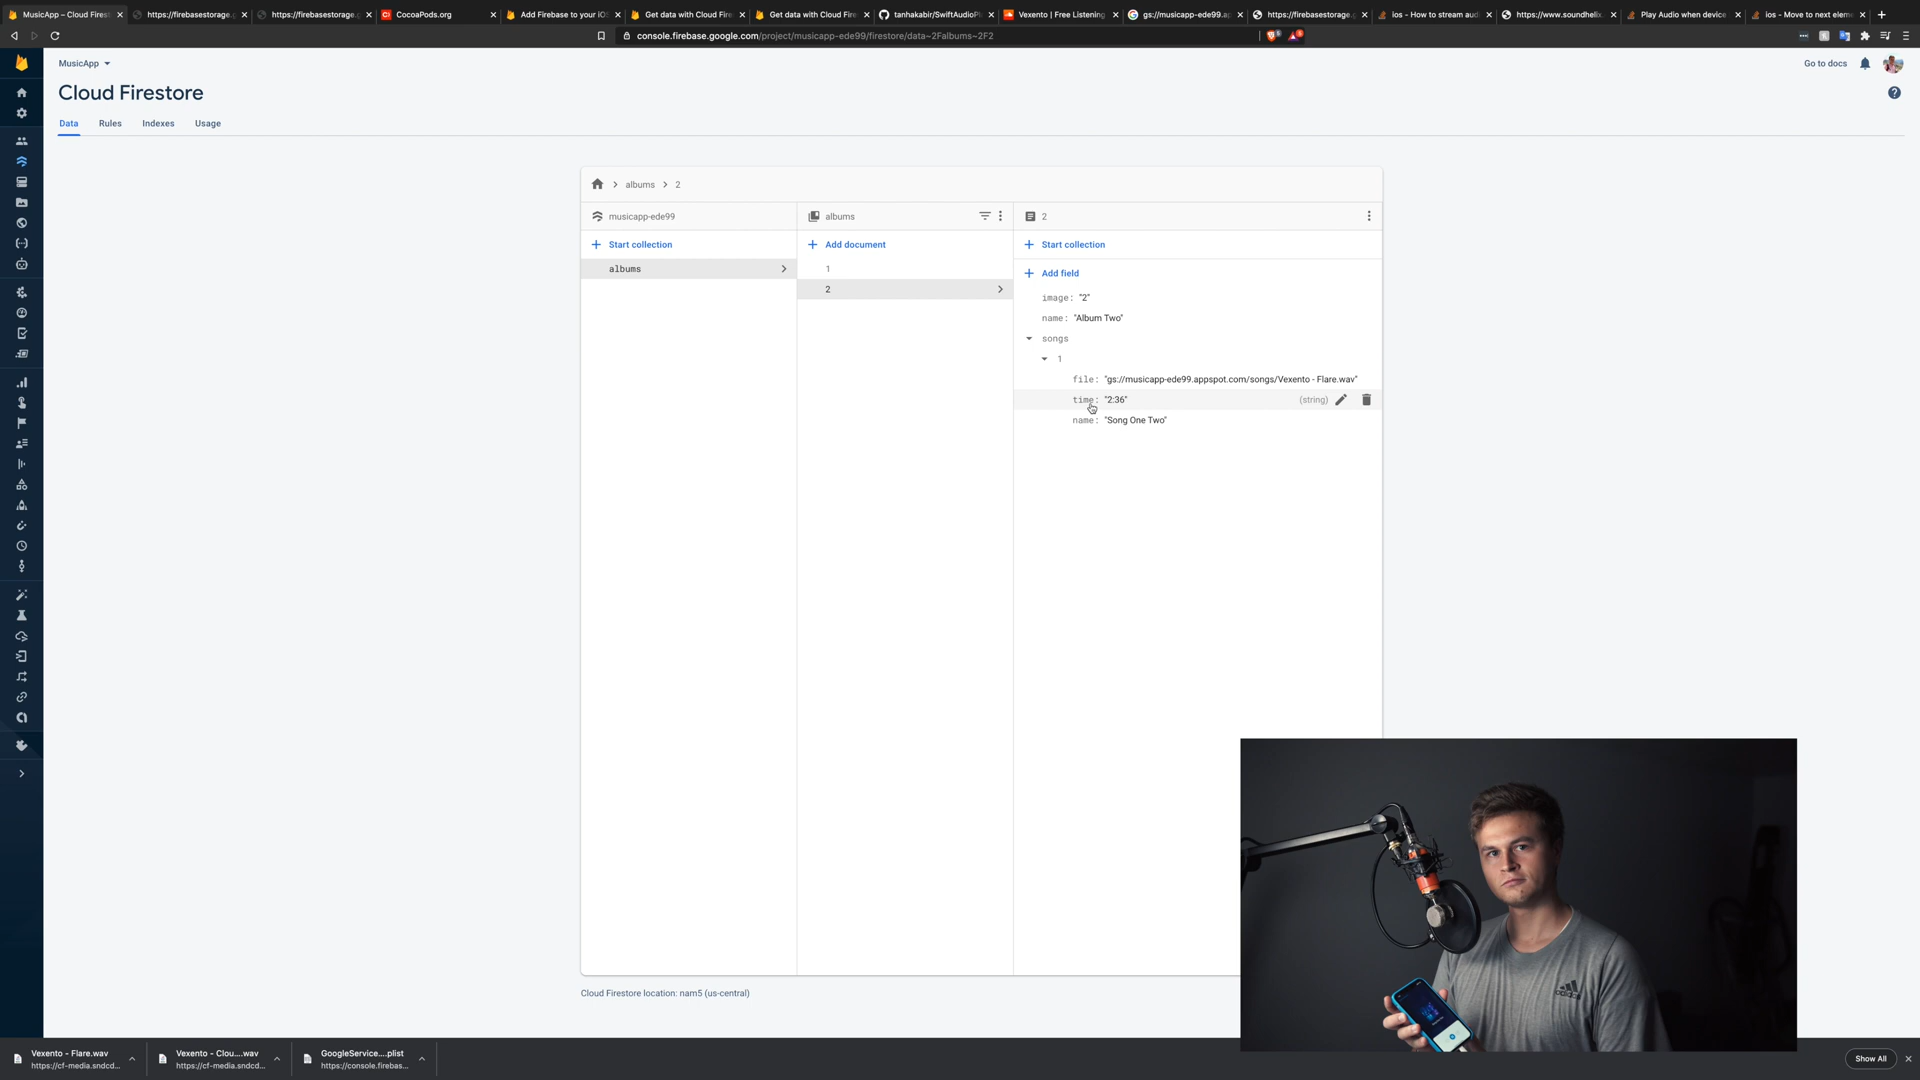 MusicApp – Cloud Firest
https://firebasestorage.g
https://firebasestorage.g
CocoaPods.org
Add Firebase to your iOS
Get data with Cloud Fire
Get data with Cloud Fire
tanhakabir/SwiftAudioPl
Vexento | Free Listening
gs://musicapp-ede99.ap
https://firebasestorage.g
ios - How to stream aud
https://www.soundhelix.
Play Audio when device
ios - Move to next elem
console.firebase.google.com/project/musicapp-ede99/firestore/data~2Falbums~2F2
MusicApp
Go to docs
Cloud Firestore
Data
Rules
Indexes
Usage
albums
2
musicapp-ede99
albums
2
Start collection
Add document
Start collection
albums
1
2
Add field
image: "2"
name: "Album Two"
songs
1
file: "gs://musicapp-ede99.appspot.com/songs/Vexento - Flare.wav"
time: "2:36"
(string)
name: "Song One Two"
Cloud Firestore location: nam5 (us-central)
adidas
Vexento - Flare.wav
https://cf-media.sndcd...
Vexento - Clou....wav
https://cf-media.sndcd...
GoogleService....plist
https://console.firebas...
Show All